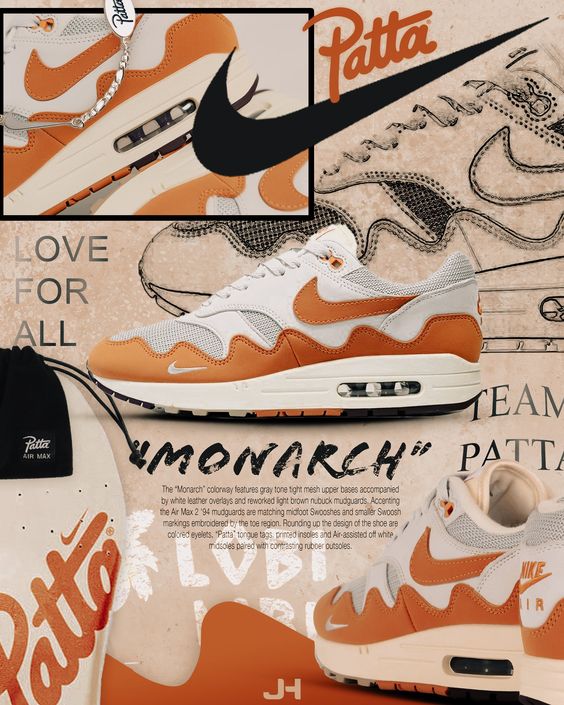 Patta
Patta
LOVE
FOR
ALL
TEAM
PATTA
Patta
AIR MAX
"MONARCH"
The "Monarch" colorway features gray tone tight mesh upper bases accompanied
by white leather overlays and reworked light brown nubuck mudguards. Accenting
the Air Max 2 '94 mudguards are matching midfoot Swooshes and smaller Swoosh
markings embroidered by the toe region. Rounding up the design of the shoe are
colored eyelets, "Patta" tongue tags, printed insoles and Air-assisted off white
midsoles paired with contrasting rubber outsoles.
Patta
Patta
NIKE
AIR
JH